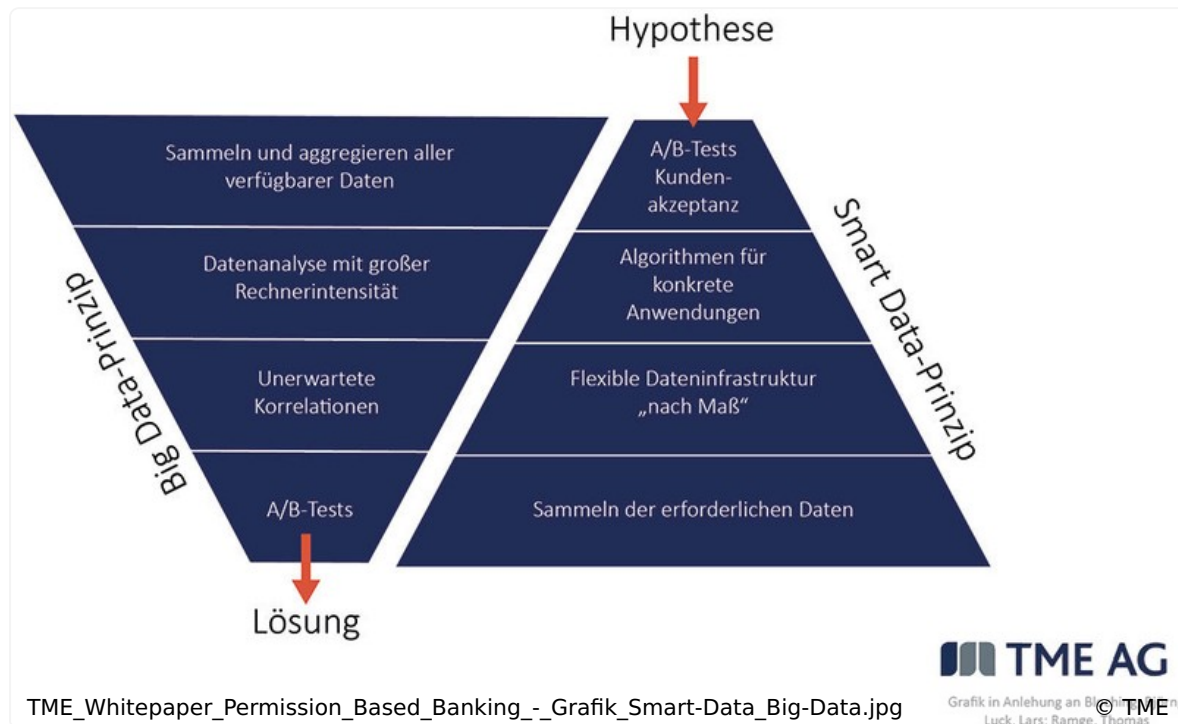 Hypothese
Sammeln und aggregieren aller
verfügbarer Daten
Datenanalyse mit großer
Rechnerintensität
Unerwartete
Korrelationen
A/B-Tests
Lösung
Big Data-Prinzip
A/B-Tests
Kunden-
akzeptanz
Algorithmen für
konkrete
Anwendungen
Flexible Dateninfrastruktur
„nach Maß“
Sammeln der erforderlichen Daten
Smart Data-Prinzip
TME AG
Grafik in Anlehnung an
Luck, Lars; Ramge, Thomas
TME_Whitepaper_Permission_Based_Banking_-_Grafik_Smart-Data_Big-Data.jpg
© TME